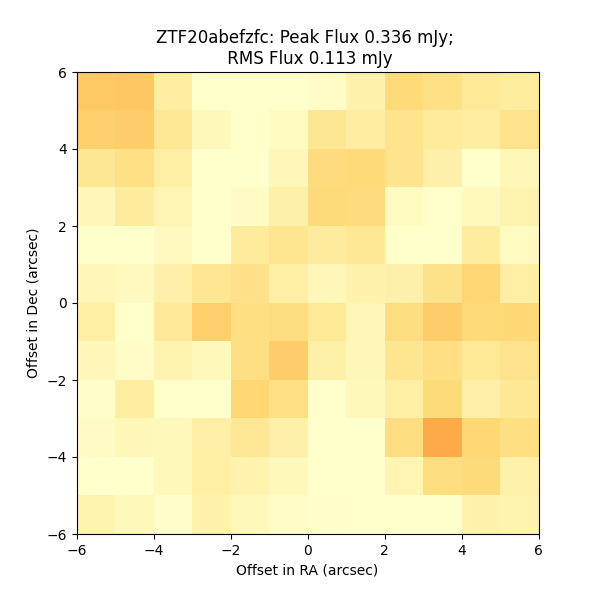 ZTF20abefzfc: Peak Flux 0.336 mJy;
RMS Flux 0.113 mJy
6
4
2
0
−2
−4
−6
Offset in Dec (arcsec)
−6 −4 −2 0 2 4 6
Offset in RA (arcsec)